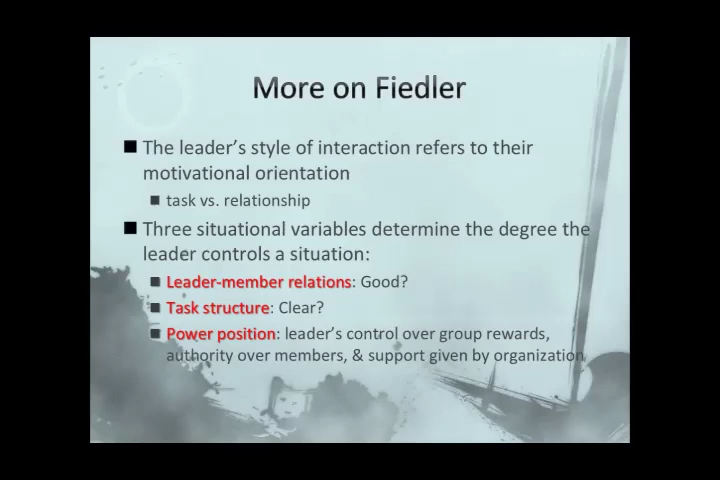 More on Fiedler
The leader's style of interaction refers to their
motivational orientation
task vs. relationship
Three situational variables determine the degree the
leader controls a situation:
Leader-member relations: Good?
Task structure: Clear?
Power position: leader's control over group rewards,
authority over members, & support given by organization